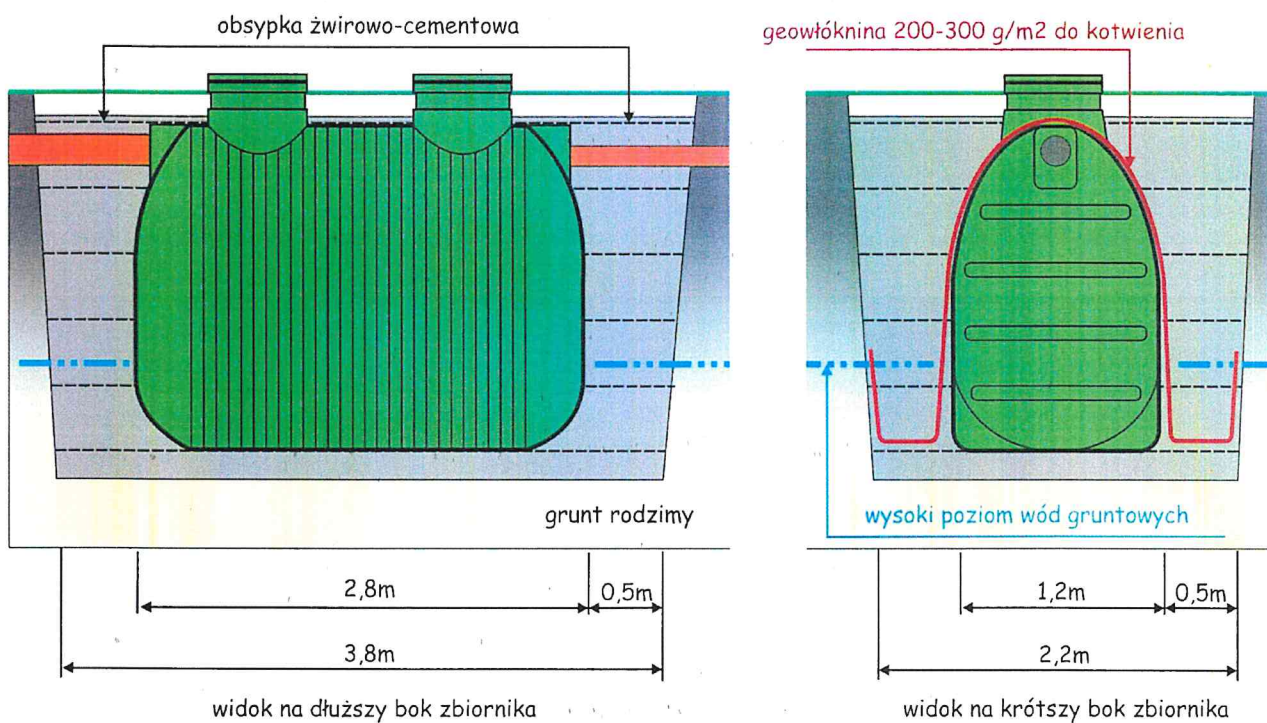 obsypka żwirowo-cementowa
geowłóknina 200-300 g/m2 do kotwienia
grunt rodzimy
wysoki poziom wód gruntowych
2,8m
0,5m
1,2m
0,5m
3,8m
2,2m
widok na dłuższy bok zbiornika
widok na krótszy bok zbiornika